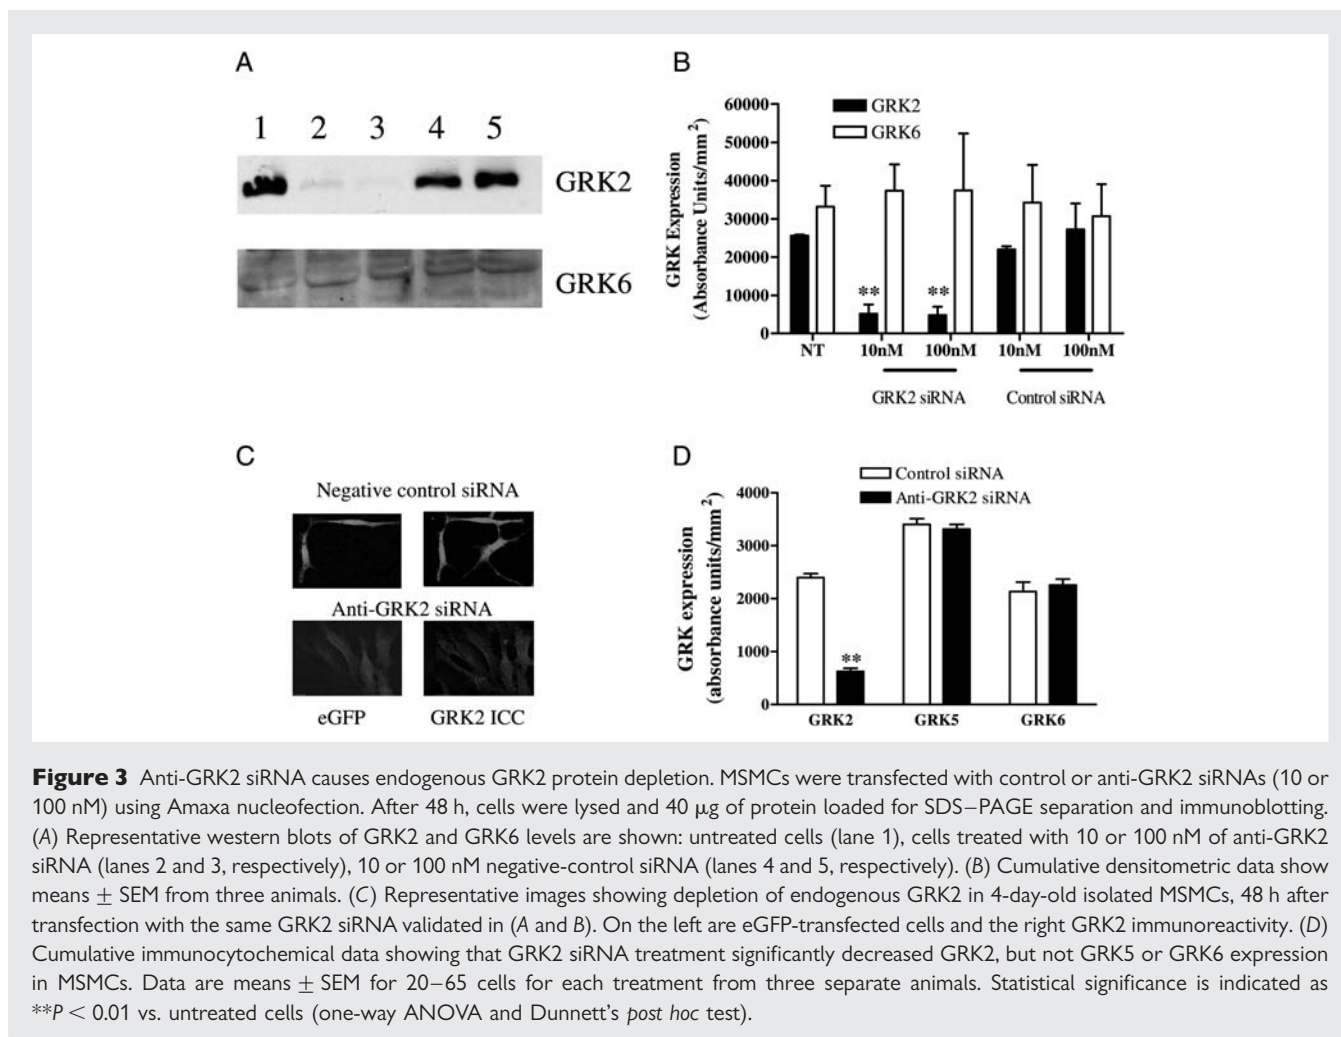 A
1 2 3 4 5
GRK2
GRK6
B
GRK2
GRK6
GRK Expression
(Absorbance Units/mm²)
60000
50000
40000
30000
20000
10000
0
** **
NT 10nM 100nM 10nM 100nM
GRK2 siRNA Control siRNA
C
Negative control siRNA
Anti-GRK2 siRNA
eGFP GRK2 ICC
D
Control siRNA
Anti-GRK2 siRNA
GRK expression
(absorbance units/mm²)
4000
3000
2000
1000
0
**
GRK2 GRK5 GRK6
Figure 3 Anti-GRK2 siRNA causes endogenous GRK2 protein depletion. MSMCs were transfected with control or anti-GRK2 siRNAs (10 or
100 nM) using Amaxa nucleofection. After 48 h, cells were lysed and 40 μg of protein loaded for SDS–PAGE separation and immunoblotting.
(A) Representative western blots of GRK2 and GRK6 levels are shown: untreated cells (lane 1), cells treated with 10 or 100 nM of anti-GRK2
siRNA (lanes 2 and 3, respectively), 10 or 100 nM negative-control siRNA (lanes 4 and 5, respectively). (B) Cumulative densitometric data show
means ± SEM from three animals. (C) Representative images showing depletion of endogenous GRK2 in 4-day-old isolated MSMCs, 48 h after
transfection with the same GRK2 siRNA validated in (A and B). On the left are eGFP-transfected cells and the right GRK2 immunoreactivity. (D)
Cumulative immunocytochemical data showing that GRK2 siRNA treatment significantly decreased GRK2, but not GRK5 or GRK6 expression
in MSMCs. Data are means ± SEM for 20–65 cells for each treatment from three separate animals. Statistical significance is indicated as
**P < 0.01 vs. untreated cells (one-way ANOVA and Dunnett's post hoc test).